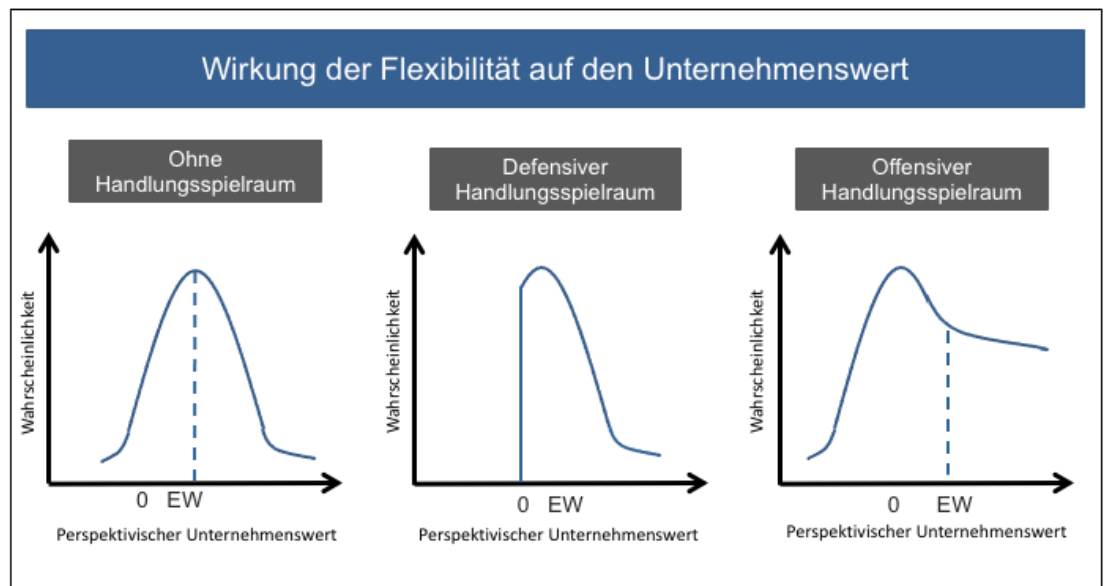 Wirkung der Flexibilität auf den Unternehmenswert
Ohne
Handlungsspielraum
Defensiver
Handlungsspielraum
Offensiver
Handlungsspielraum
Wahrscheinlichkeit
0 EW
Perspektivischer Unternehmenswert
Wahrscheinlichkeit
0 EW
Perspektivischer Unternehmenswert
Wahrscheinlichkeit
0 EW
Perspektivischer Unternehmenswert